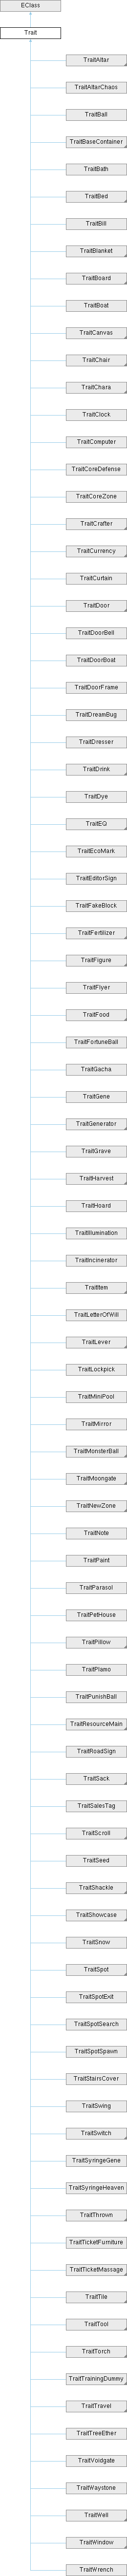 EClass
Trait
TraitAltar
TraitAltarChaos
TraitBall
TraitBaseContainer
TraitBath
TraitBed
TraitBill
TraitBlanket
TraitBoard
TraitBoat
TraitCanvas
TraitChair
TraitChara
TraitClock
TraitComputer
TraitCoreDefense
TraitCoreZone
TraitCrafter
TraitCurrency
TraitCurtain
TraitDoor
TraitDoorBell
TraitDoorBoat
TraitDoorFrame
TraitDreamBug
TraitDresser
TraitDrink
TraitDye
TraitEQ
TraitEcoMark
TraitEditorSign
TraitFakeBlock
TraitFertilizer
TraitFigure
TraitFlyer
TraitFood
TraitFortuneBall
TraitGacha
TraitGene
TraitGenerator
TraitGrave
TraitHarvest
TraitHoard
TraitIllumination
TraitIncinerator
TraitItem
TraitLetterOfWill
TraitLever
TraitLockpick
TraitMiniPool
TraitMirror
TraitMonsterBall
TraitMoongate
TraitNewZone
TraitNote
TraitPaint
TraitParasol
TraitPetHouse
TraitPillow
TraitPlamo
TraitPunishBall
TraitResourceMain
TraitRoadSign
TraitSack
TraitSalesTag
TraitScroll
TraitSeed
TraitShackle
TraitShowcase
TraitSnow
TraitSpot
TraitSpotExit
TraitSpotSearch
TraitSpotSpawn
TraitStairsCover
TraitSwing
TraitSwitch
TraitSyringeGene
TraitSyringeHeaven
TraitThrown
TraitTicketFurniture
TraitTicketMassage
TraitTile
TraitTool
TraitTorch
TraitTrainingDummy
TraitTravel
TraitTreeEther
TraitVoidgate
TraitWaystone
TraitWell
TraitWindow
TraitWrench